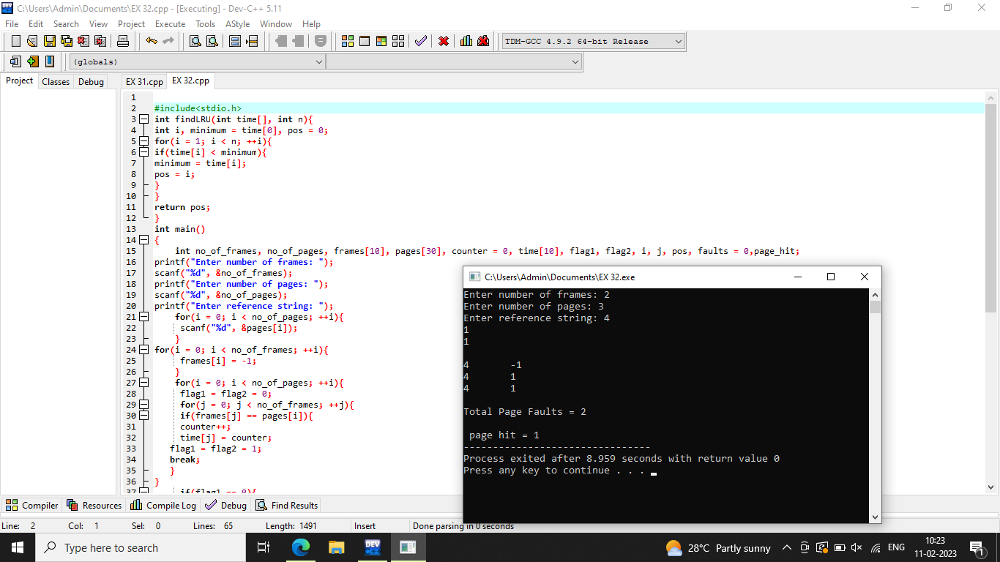 C:\Users\Admin\Documents\EX 32.cpp - [Executing] - Dev-C++ 5.11
File Edit Search View Project Execute Tools AStyle Window Help
TDM-GCC 4.9.2 64-bit Release
(globals)
Project Classes Debug EX 31.cpp EX 32.cpp
1
2 #include<stdio.h>
3 int findLRU(int time[], int n){
4 int i, minimum = time[0], pos = 0;
5 for(i = 1; i < n; ++i){
6 if(time[i] < minimum){
7 minimum = time[i];
8 pos = i;
9 }
10 }
11 return pos;
12 }
13 int main()
14 {
15 int no_of_frames, no_of_pages, frames[10], pages[30], counter = 0, time[10], flag1, flag2, i, j, pos, faults = 0,page_hit;
16 printf("Enter number of frames: ");
17 scanf("%d", &no_of_frames);
18 printf("Enter number of pages: ");
19 scanf("%d", &no_of_pages);
20 printf("Enter reference string: ");
21 for(i = 0; i < no_of_pages; ++i){
22 scanf("%d", &pages[i]);
23 }
24 for(i = 0; i < no_of_frames; ++i){
25 frames[i] = -1;
26 }
27 for(i = 0; i < no_of_pages; ++i){
28 flag1 = flag2 = 0;
29 for(j = 0; j < no_of_frames; ++j){
30 if(frames[j] == pages[i]){
31 counter++;
32 time[j] = counter;
33 flag1 = flag2 = 1;
34 break;
35 }
36 }
37 if(flag1 == 0){
C:\Users\Admin\Documents\EX 32.exe
Enter number of frames: 2
Enter number of pages: 3
Enter reference string: 4
1
1
4 -1
4 1
4 1
Total Page Faults = 2
page hit = 1
--------------------------------
Process exited after 8.959 seconds with return value 0
Press any key to continue . . .
Compiler Resources Compile Log Debug Find Results
Line: 2 Col: 1 Sel: 0 Lines: 65 Length: 1491 Insert Done parsing in 0 seconds
Type here to search
DEV
28°C Partly sunny
ENG
10:23
11-02-2023
1